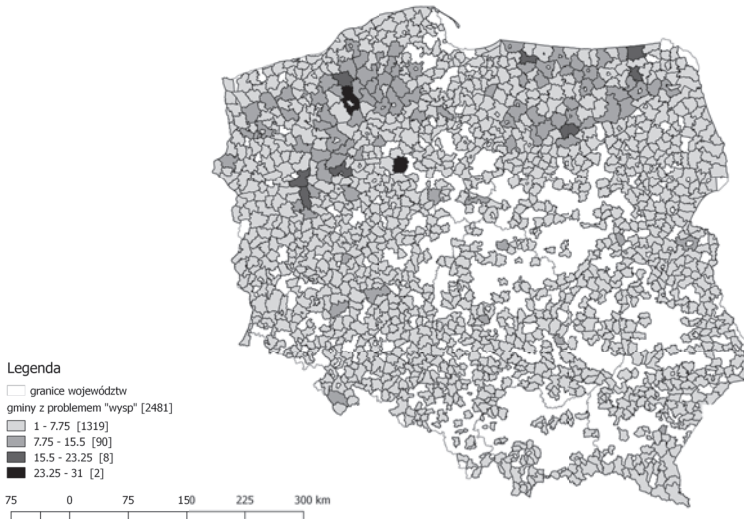 Legenda
granice województw
gminy z problemem "wysp" [2481]
1 - 7.75 [1319]
7.75 - 15.5 [90]
15.5 - 23.25 [8]
23.25 - 31 [2]
75 0 75 150 225 300 km